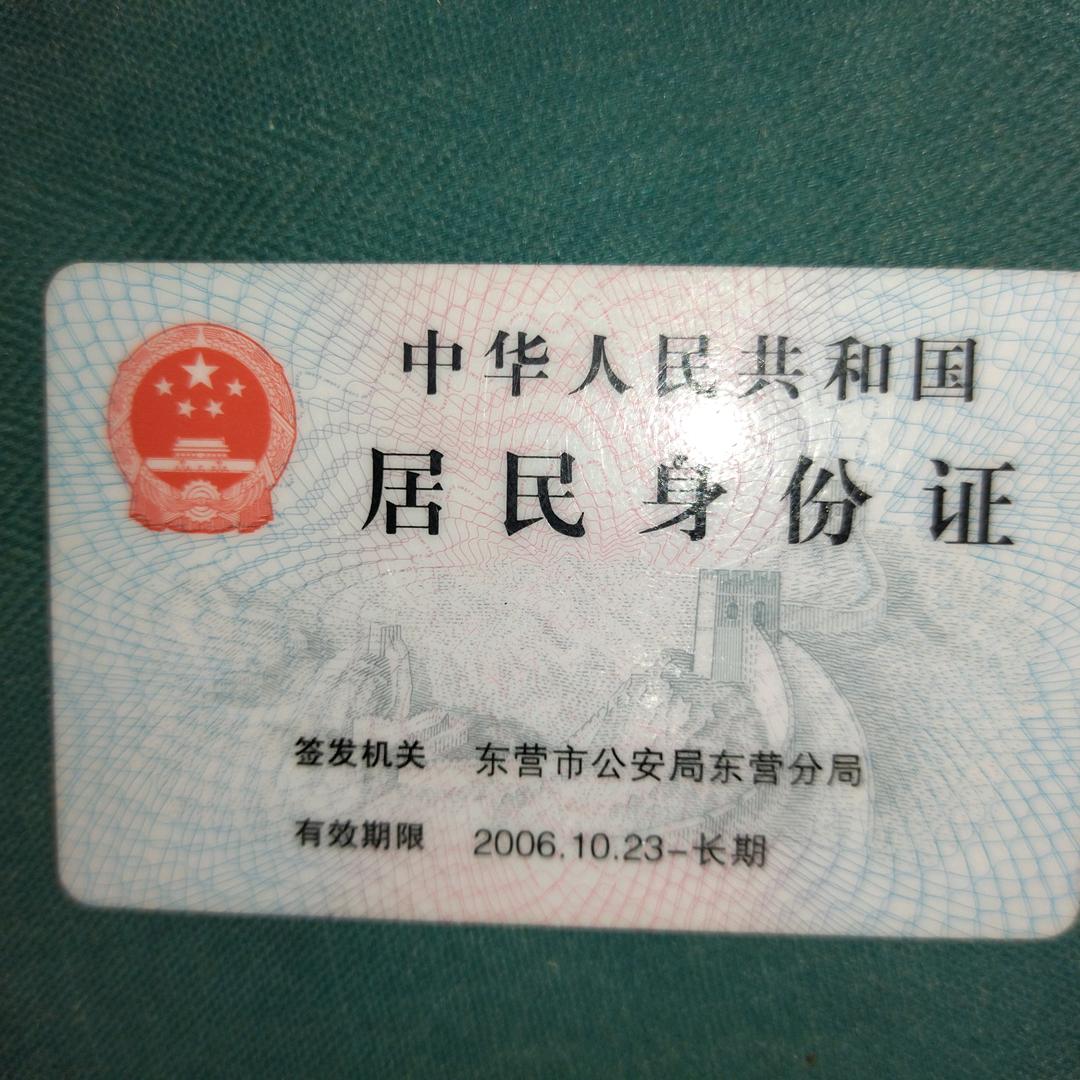 中华人民共和国
居民身份证
签发机关 东营市公安局东营分局
有效期限 2006.10.23-长期